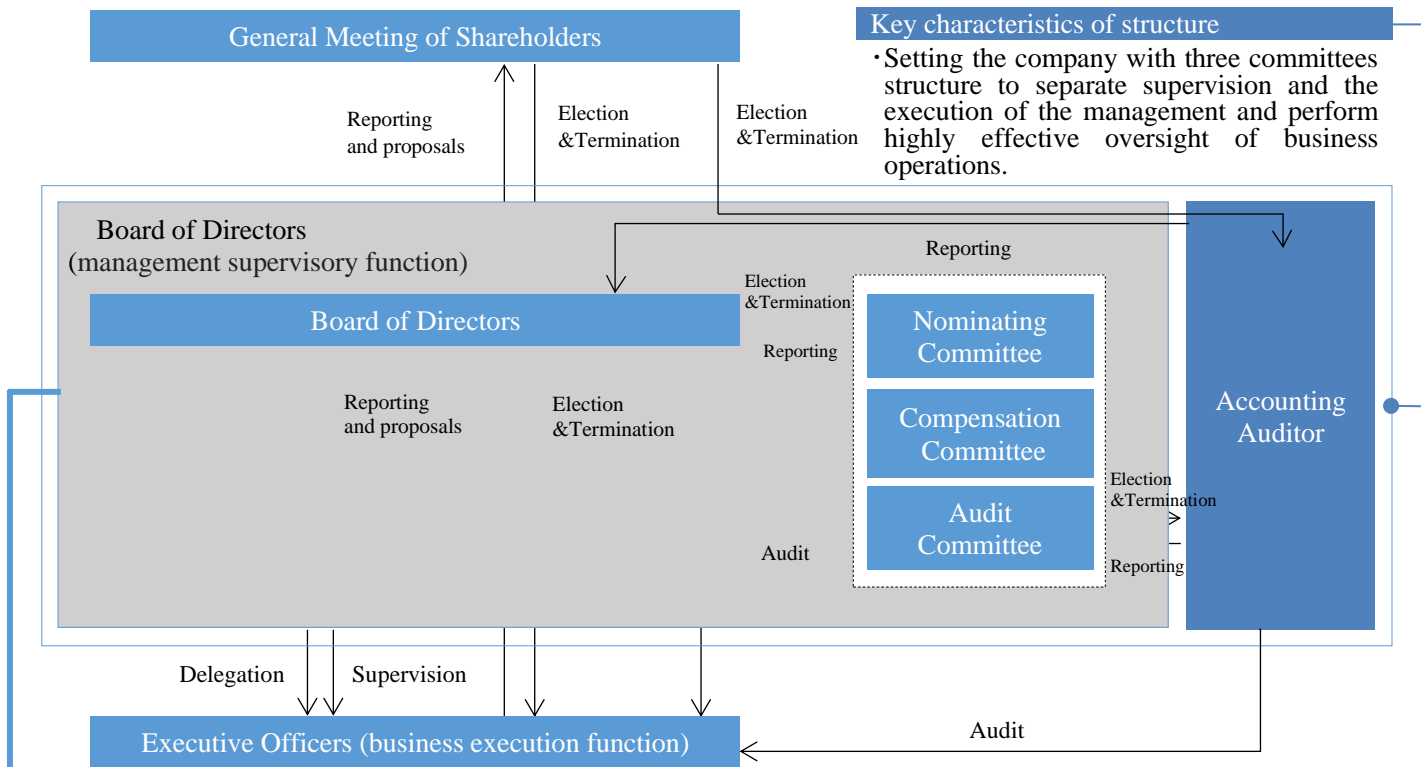 General Meeting of Shareholders
Key characteristics of structure
・Setting the company with three committees
structure to separate supervision and the
execution of the management and perform
highly effective oversight of business
operations.
Reporting
and proposals
Election
&Termination
Election
&Termination
Board of Directors
(management supervisory function)
Reporting
Board of Directors
Election
&Termination
Reporting
Nominating
Committee
Compensation
Committee
Audit
Committee
Accounting
Auditor
Reporting
and proposals
Election
&Termination
Election
&Termination
Audit
Reporting
Delegation
Supervision
Executive Officers (business execution function)
Audit